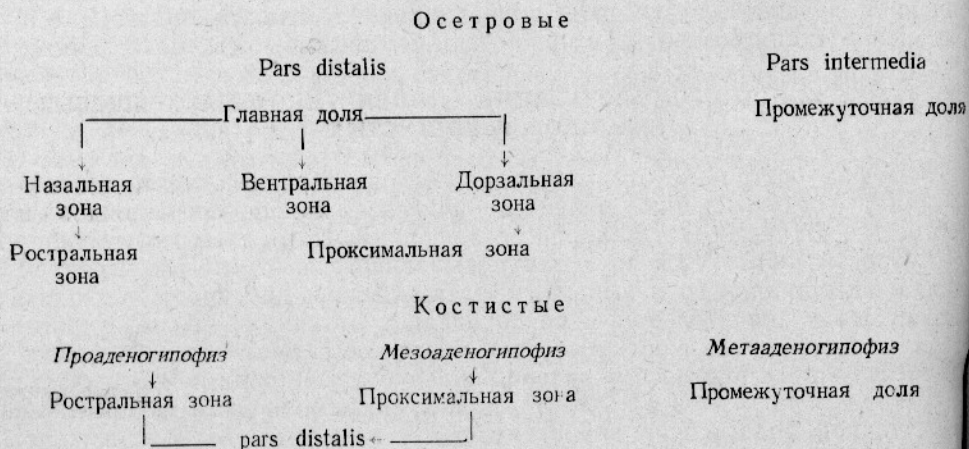 Осетровые
Pars distalis Pars intermedia
Главная доля Промежуточная доля
Назальная Вентральная Дорзальная
зона зона зона
Ростральная Проксимальная зона
зона
Костистые
Проаденогипофиз Мезоаденогипофиз Метааденогипофиз
Ростральная зона Проксимальная зона Промежуточная доля
pars distalis